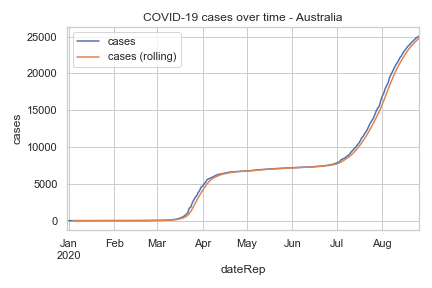 COVID-19 cases over time - Australia
cases
cases (rolling)
25000
20000
15000
10000
5000
0
cases
Jan Feb Mar Apr May Jun Jul Aug
2020
dateRep